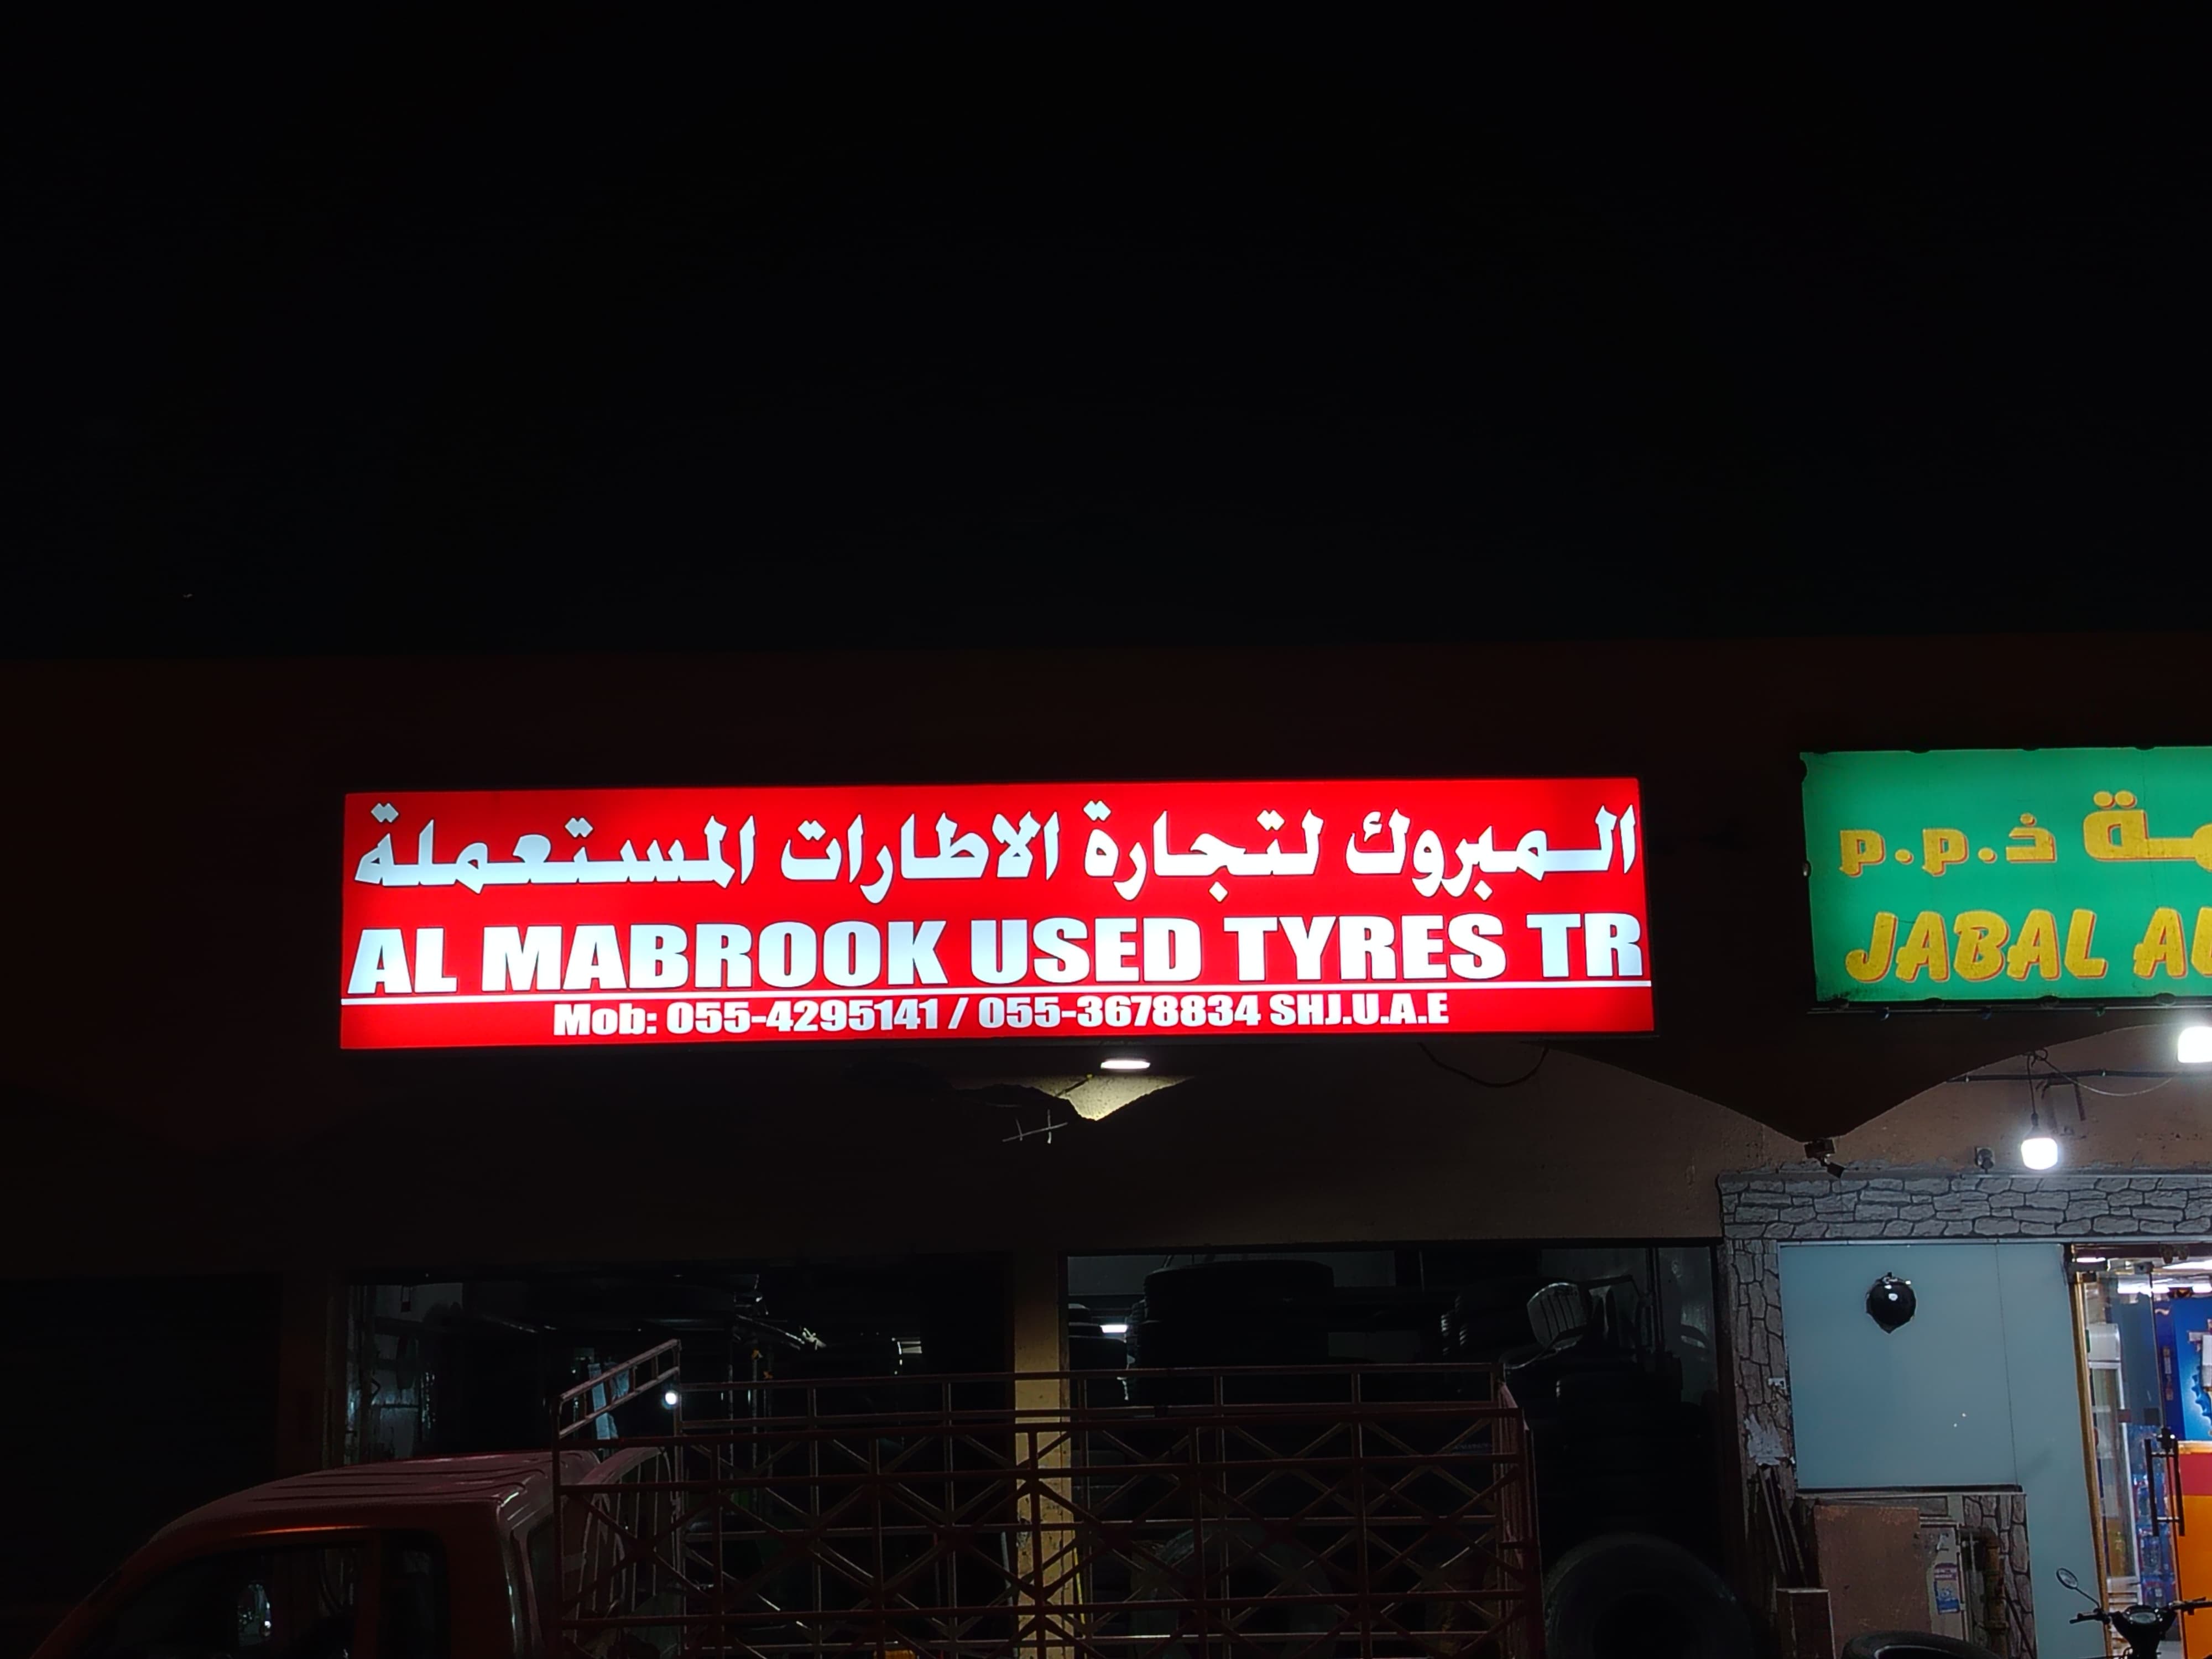 المبروك لتجارة الاطارات المستعملة
AL MABROOK USED TYRES TR
Mob: 055-4295141 / 055-3678834 SHJ.U.A.E
ذ.م.م
JABAL